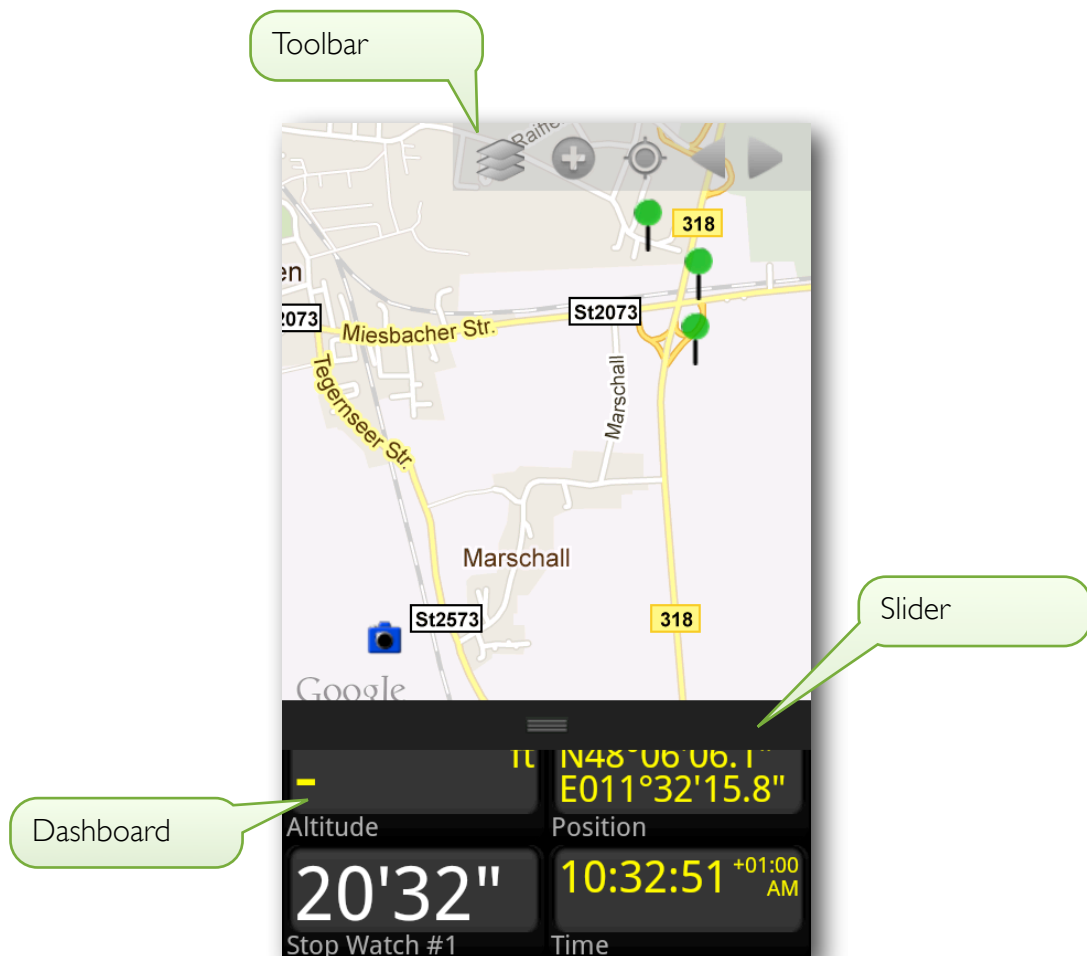 Toolbar
Raiffe
318
en
St2073
2073
Miesbacher Str.
Tegernseer Str.
Marschall
Marschall
St2573
318
Slider
Google
ft
N48°06'06.1"
E011°32'15.8"
-
Dashboard
Altitude
Position
20'32"
10:32:51 +01:00
AM
Stop Watch #1
Time